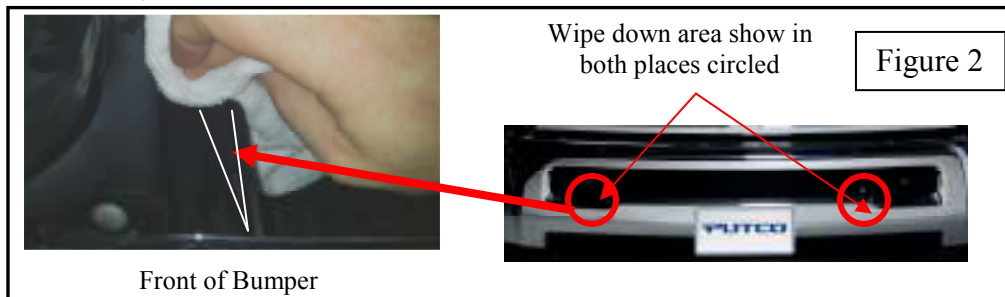 Wipe down area show in
both places circled
Figure 2
PUTCO
Front of Bumper